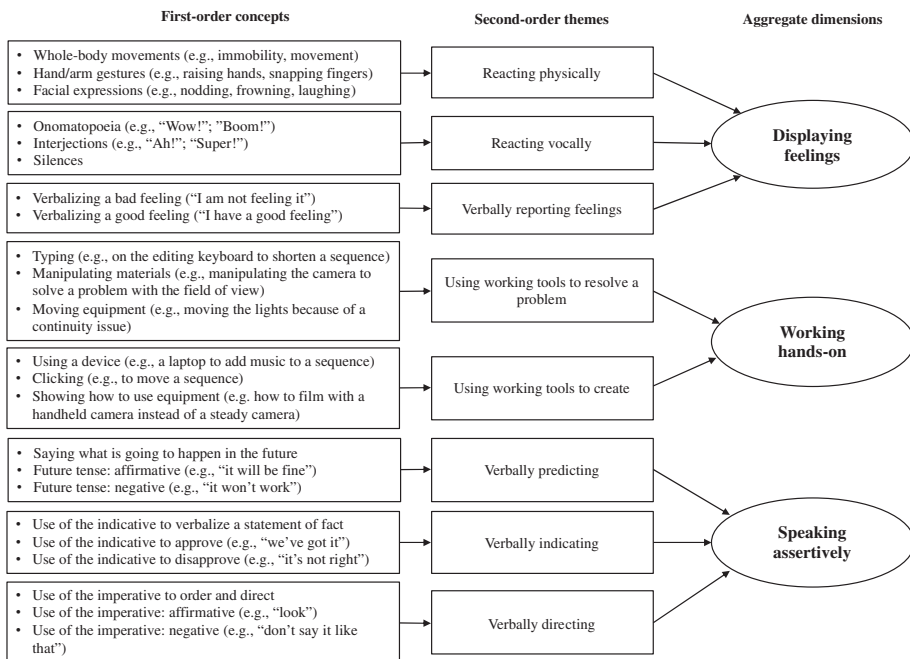 First-order concepts
Second-order themes
Aggregate dimensions
• Whole-body movements (e.g., immobility, movement)
• Hand/arm gestures (e.g., raising hands, snapping fingers)
• Facial expressions (e.g., nodding, frowning, laughing)
Reacting physically
• Onomatopoeia (e.g., “Wow!”; ”Boom!”)
• Interjections (e.g., “Ah!”; “Super!”)
• Silences
Reacting vocally
Displaying
feelings
• Verbalizing a bad feeling (“I am not feeling it”)
• Verbalizing a good feeling (“I have a good feeling”)
Verbally reporting feelings
• Typing (e.g., on the editing keyboard to shorten a sequence)
• Manipulating materials (e.g., manipulating the camera to
solve a problem with the field of view)
• Moving equipment (e.g., moving the lights because of a
continuity issue)
Using working tools to resolve a
problem
Working
hands-on
• Using a device (e.g., a laptop to add music to a sequence)
• Clicking (e.g., to move a sequence)
• Showing how to use equipment (e.g. how to film with a
handheld camera instead of a steady camera)
Using working tools to create
• Saying what is going to happen in the future
• Future tense: affirmative (e.g., “it will be fine”)
• Future tense: negative (e.g., “it won’t work”)
Verbally predicting
• Use of the indicative to verbalize a statement of fact
• Use of the indicative to approve (e.g., “we’ve got it”)
• Use of the indicative to disapprove (e.g., “it’s not right”)
Verbally indicating
Speaking
assertively
• Use of the imperative to order and direct
• Use of the imperative: affirmative (e.g., “look”)
• Use of the imperative: negative (e.g., “don’t say it like
that”)
Verbally directing